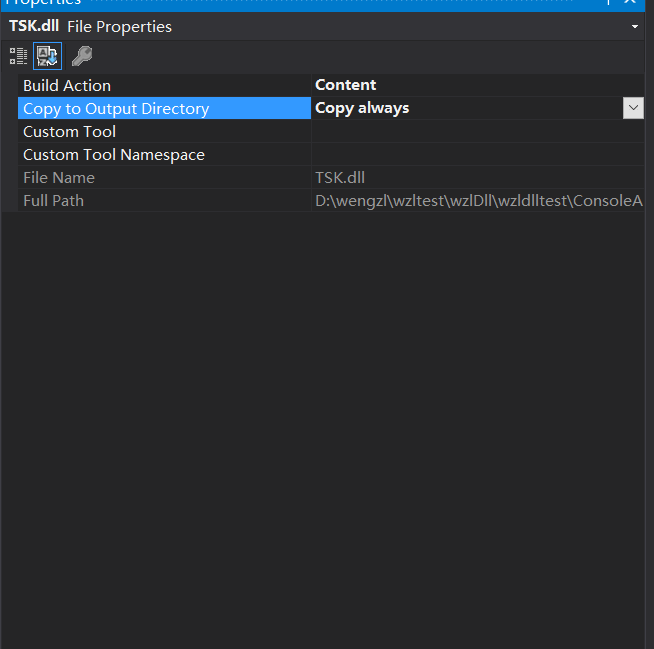 Properties
TSK.dll File Properties
Build Action Content
Copy to Output Directory Copy always
Custom Tool
Custom Tool Namespace
File Name TSK.dll
Full Path D:\wengzl\wzltest\wzlDll\wzldlltest\ConsoleA